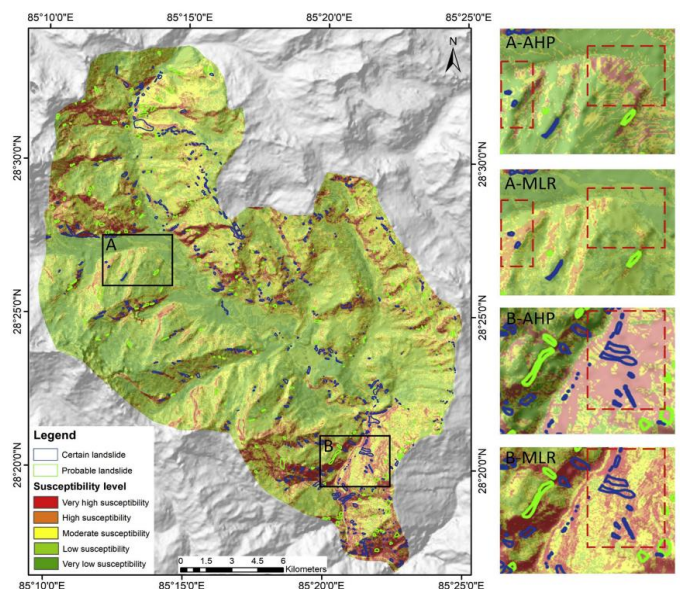 85°10'0"E 85°15'0"E 85°20'0"E 85°25'0"E
N
28°30'0"N
28°30'0"N
28°25'0"N
28°25'0"N
28°20'0"N
28°20'0"N
A
B
Legend
Certain landslide
Probable landslide
Susceptibility level
Very high susceptibility
High susceptibility
Moderate susceptibility
Low susceptibility
Very low susceptibility
0 1.5 3 4.5 6
Kilometers
85°10'0"E 85°15'0"E 85°20'0"E 85°25'0"E
A-AHP
A-MLR
B-AHP
B-MLR